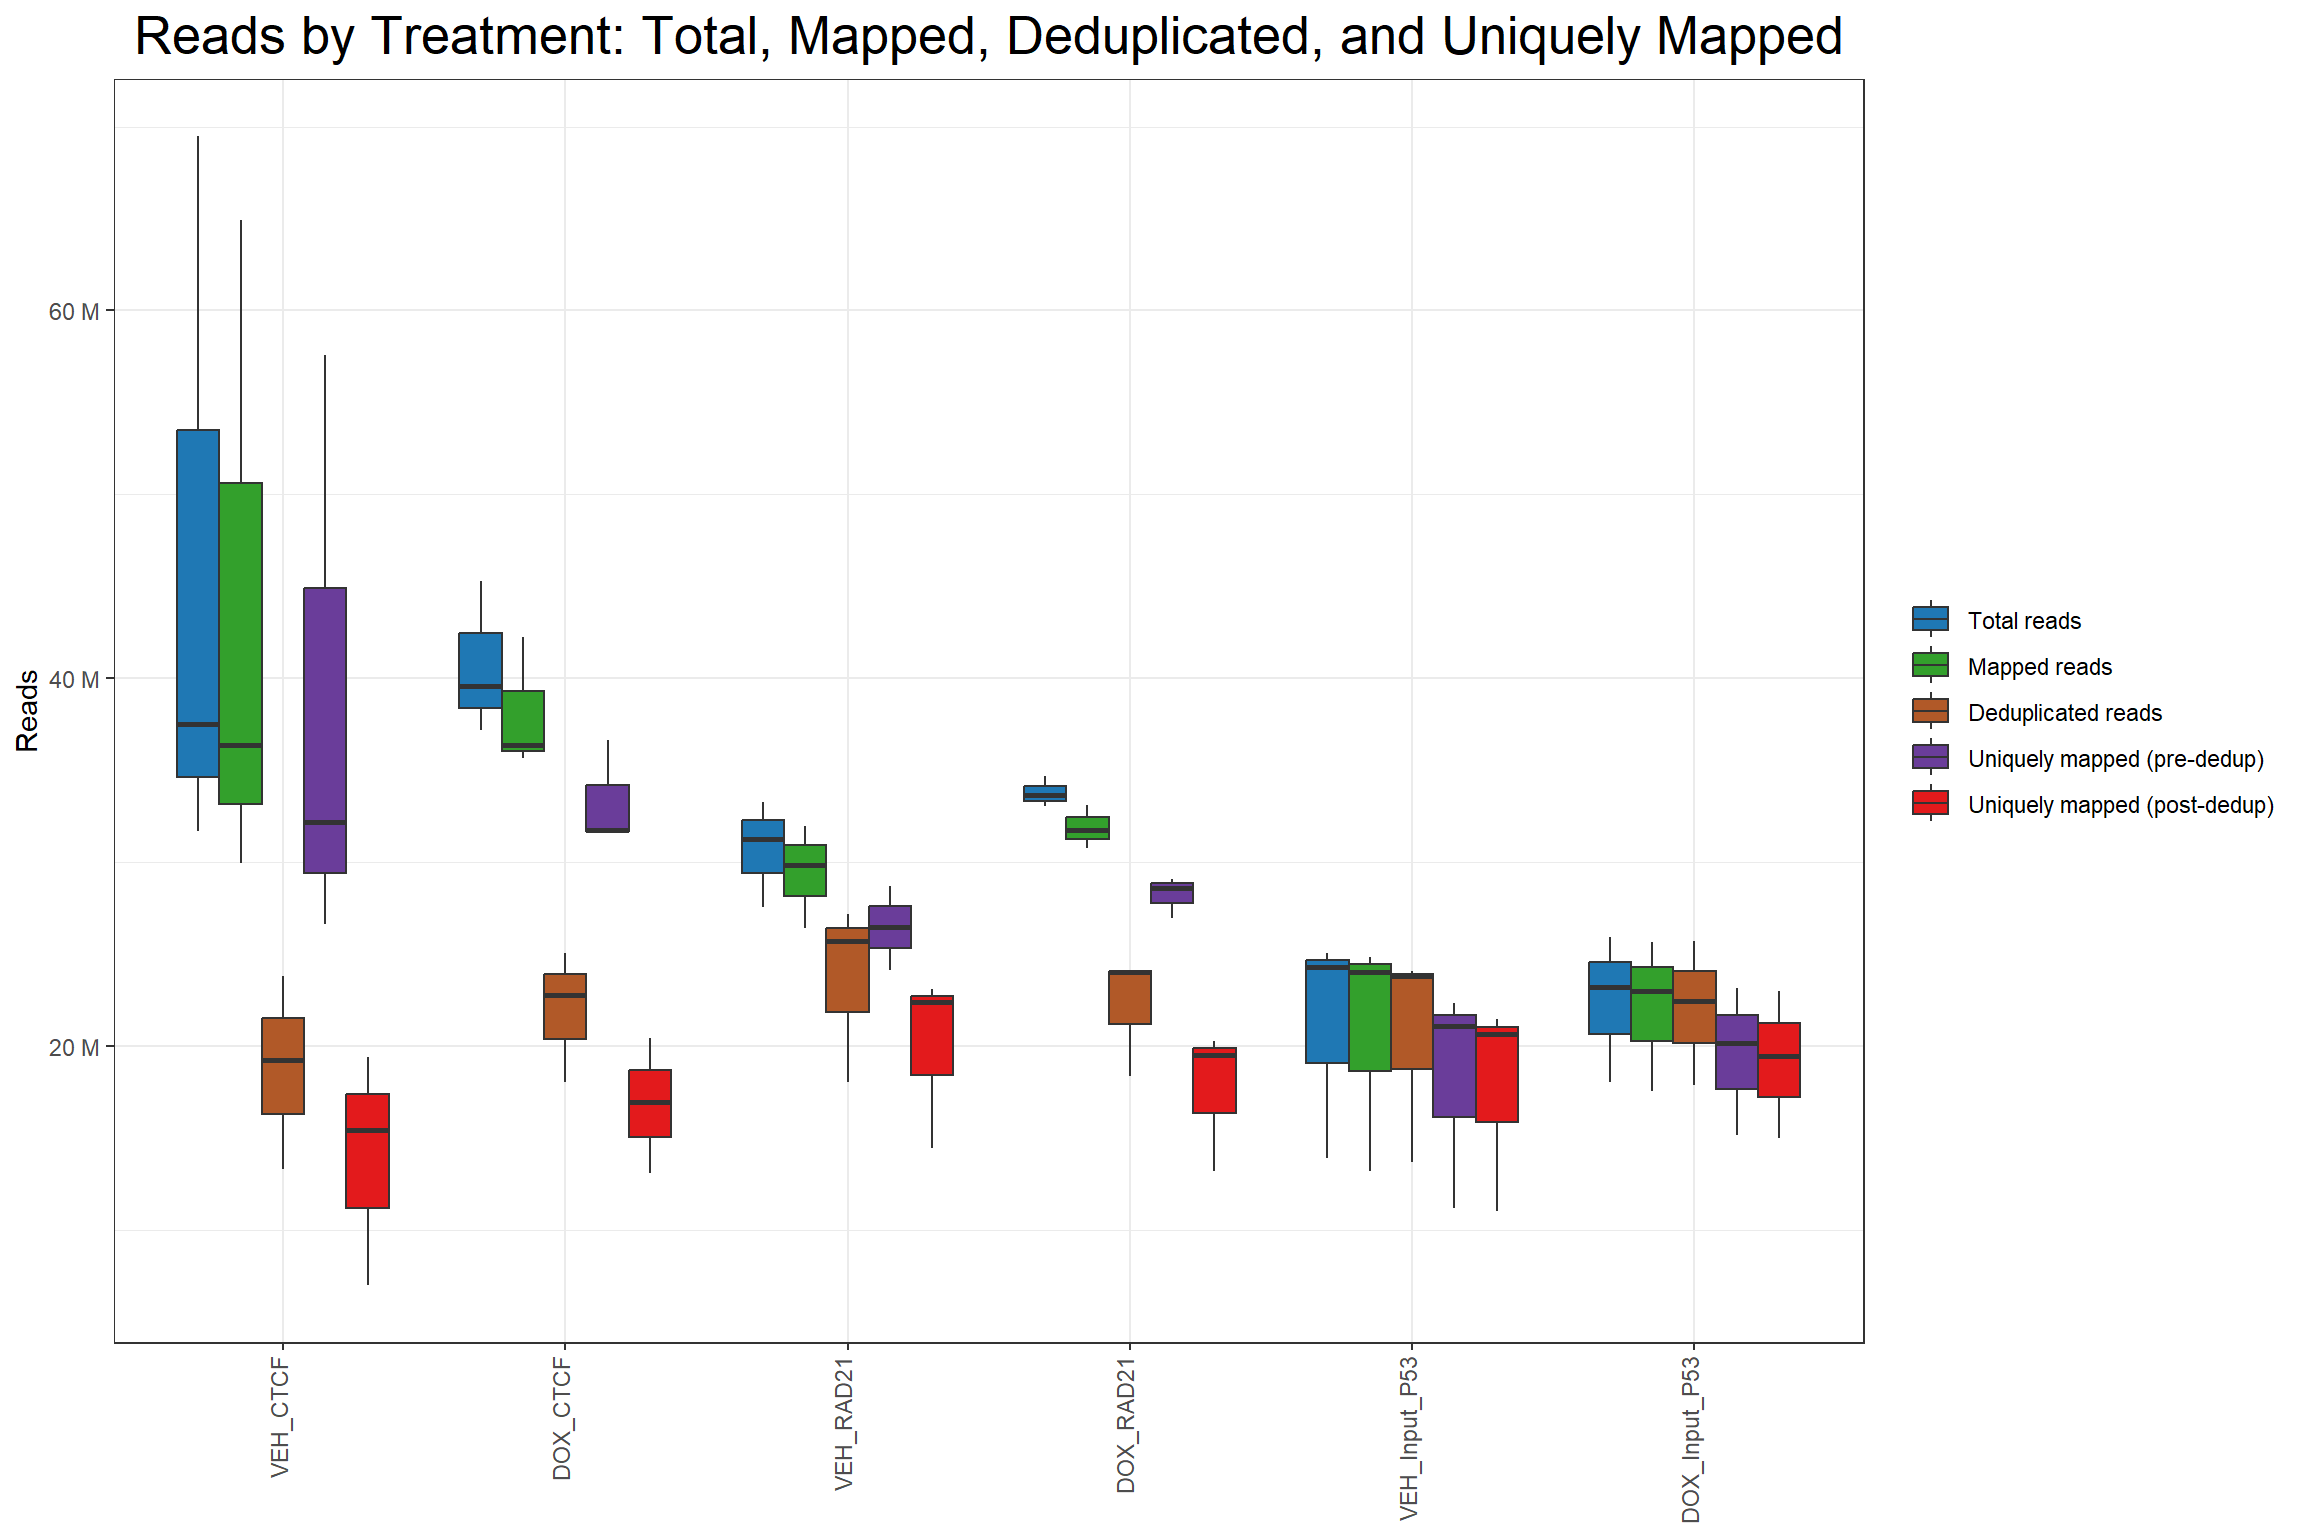 Reads by Treatment: Total, Mapped, Deduplicated, and Uniquely Mapped
Reads
60 M
40 M
20 M
VEH_CTCF
DOX_CTCF
VEH_RAD21
DOX_RAD21
VEH_Input_P53
DOX_Input_P53
Total reads
Mapped reads
Deduplicated reads
Uniquely mapped (pre-dedup)
Uniquely mapped (post-dedup)